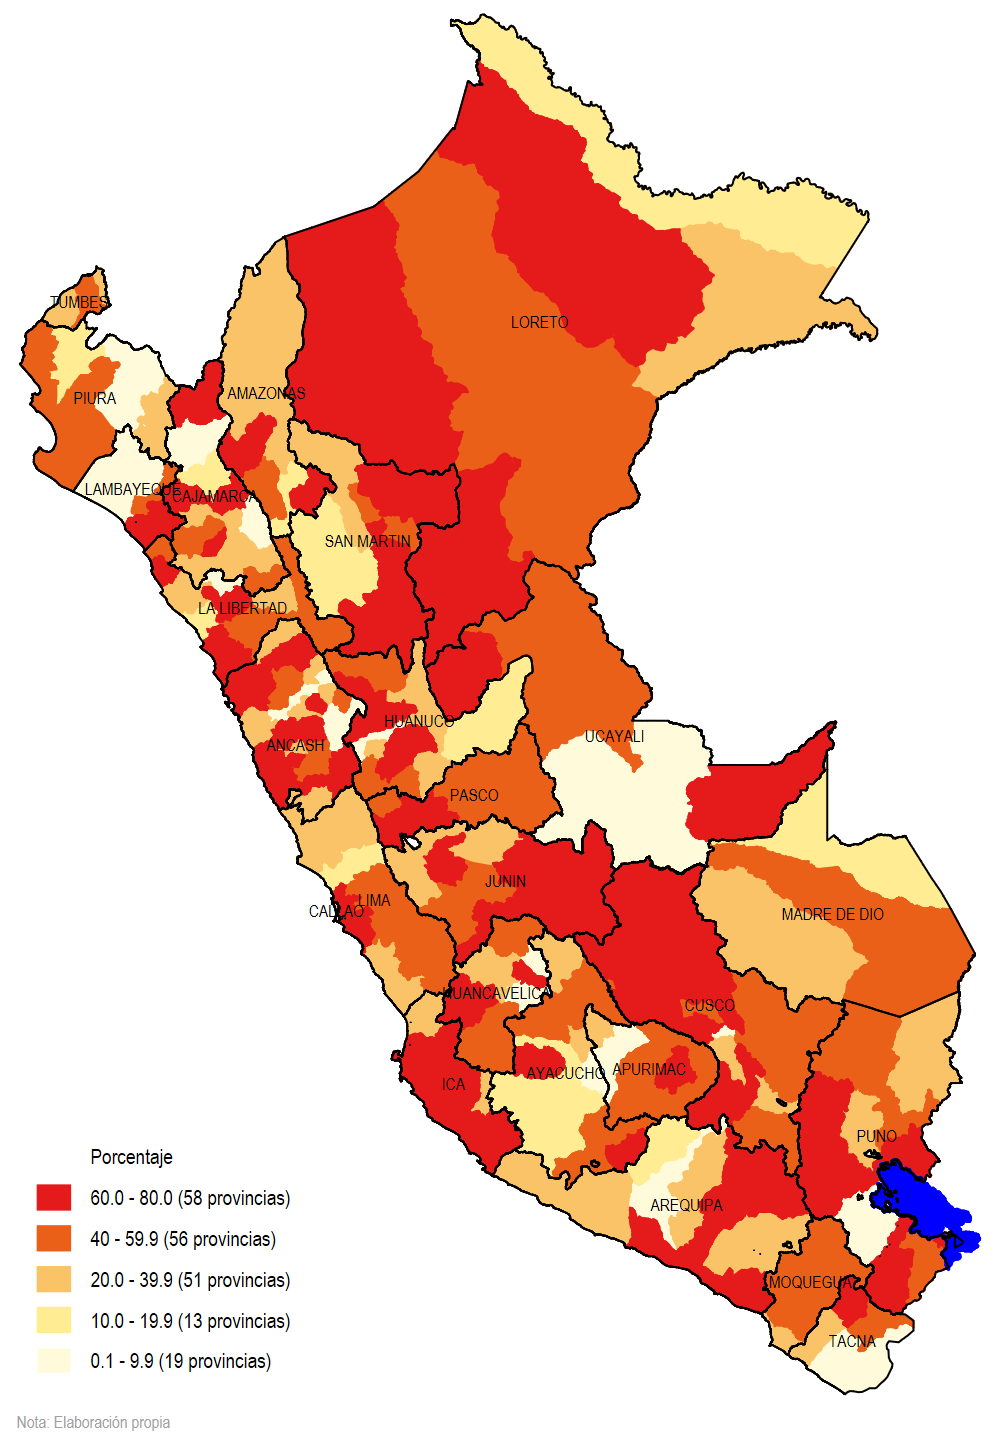 TUMBES
LORETO
PIURA
AMAZONAS
LAMBAYEQUE
CAJAMARCA
SAN MARTIN
LA LIBERTAD
HUANUCO
UCAYALI
ANCASH
PASCO
JUNIN
LIMA
CALLAO
MADRE DE DIO
HUANCAVELICA
CUSCO
AYACUCHO
APURIMAC
ICA
PUNO
AREQUIPA
MOQUEGUA
TACNA
Porcentaje
60.0 - 80.0 (58 provincias)
40 - 59.9 (56 provincias)
20.0 - 39.9 (51 provincias)
10.0 - 19.9 (13 provincias)
0.1 - 9.9 (19 provincias)
Nota: Elaboración propia